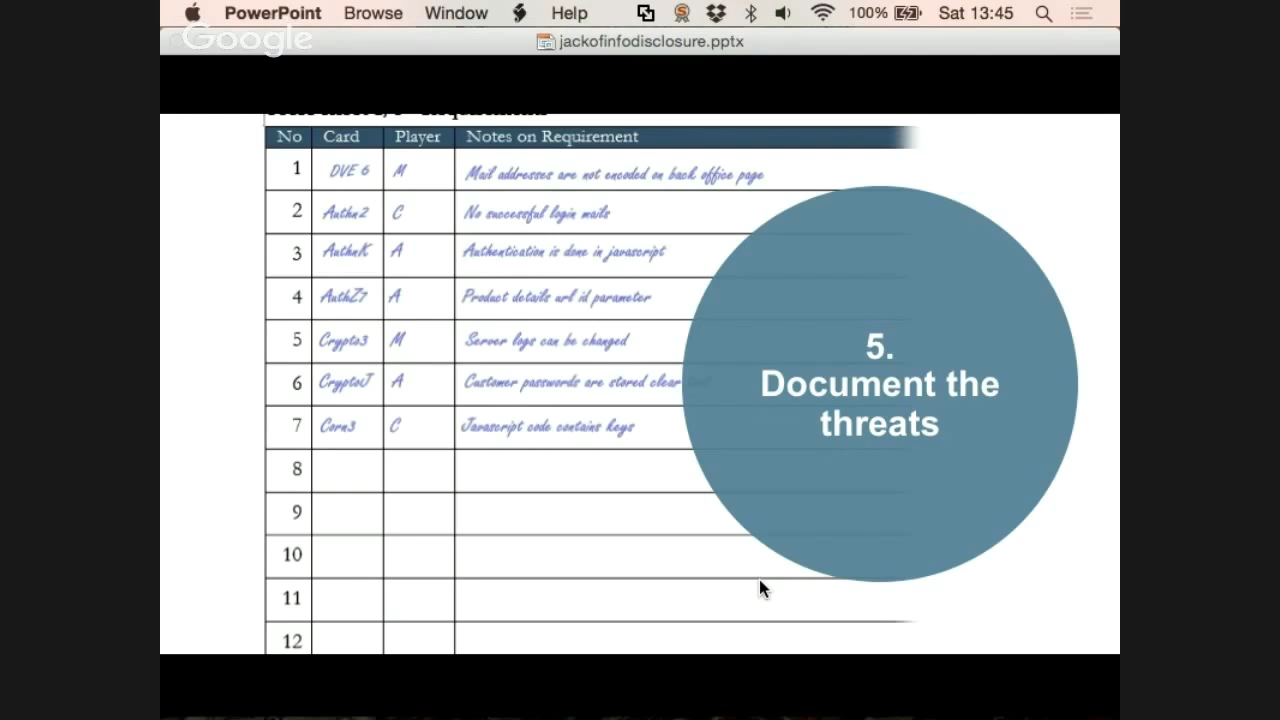 PowerPoint Browse Window Help 100% Sat 13:45
Google
jackofinfodisclosure.pptx
No Card Player Notes on Requirement
1 DVE 6 M Mail addresses are not encoded on back office page
2 Authn2 C No successful login mails
3 AuthnK A Authentication is done in javascript
4 AuthZ7 A Product details url id parameter
5 Crypto3 M Server logs can be changed
6 CryptoJ A Customer passwords are stored clear text
7 Corn3 C Javascript code contains keys
8
9
10
11
12
5.
Document the
threats